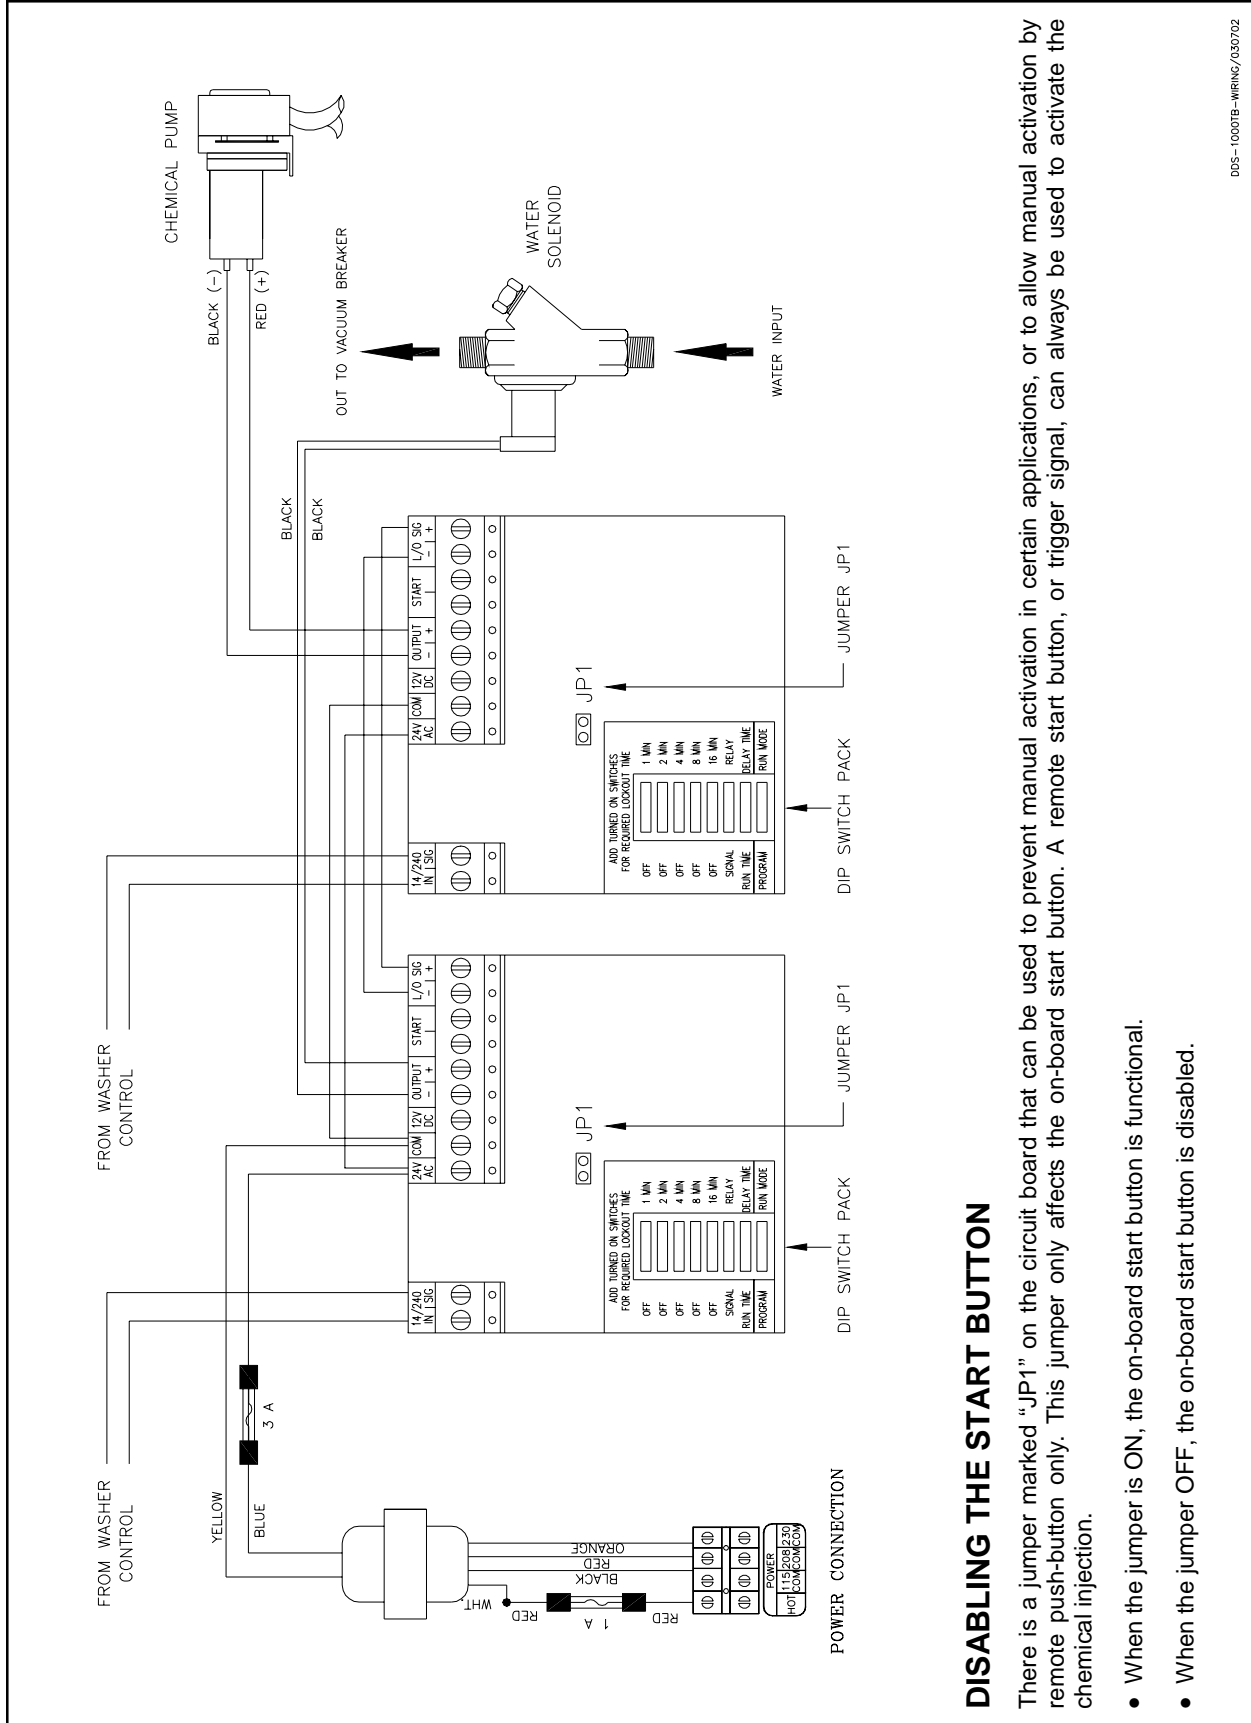 CHEMICAL PUMP
BLACK (-)
RED (+)
OUT TO VACUUM BREAKER
WATER
SOLENOID
WATER INPUT
BLACK
BLACK
FROM WASHER
CONTROL
14/240
IN | SIG
24V
AC
COM
12V
DC
OUTPUT
- | +
START
L/O SIG
- | +
JP1
JUMPER JP1
ADD TURNED ON SWITCHES
FOR REQUIRED LOCKOUT TIME
OFF 1 MIN
OFF 2 MIN
OFF 4 MIN
OFF 8 MIN
OFF 16 MIN
SIGNAL RELAY
RUN TIME DELAY TIME
PROGRAM RUN MODE
DIP SWITCH PACK
FROM WASHER
CONTROL
14/240
IN | SIG
24V
AC
COM
12V
DC
OUTPUT
- | +
START
L/O SIG
- | +
JP1
JUMPER JP1
ADD TURNED ON SWITCHES
FOR REQUIRED LOCKOUT TIME
OFF 1 MIN
OFF 2 MIN
OFF 4 MIN
OFF 8 MIN
OFF 16 MIN
SIGNAL RELAY
RUN TIME DELAY TIME
PROGRAM RUN MODE
DIP SWITCH PACK
YELLOW
BLUE
3 A
WHT.
BLACK
RED
ORANGE
RED
1 A
RED
POWER
HOT 115 208 230
COM COM COM
POWER CONNECTION
DISABLING THE START BUTTON
There is a jumper marked “JP1” on the circuit board that can be used to prevent manual activation in certain applications, or to allow manual activation by
remote push-button only. This jumper only affects the on-board start button. A remote start button, or trigger signal, can always be used to activate the
chemical injection.
• When the jumper is ON, the on-board start button is functional.
• When the jumper OFF, the on-board start button is disabled.
DDS-1000TB-WIRING/030702